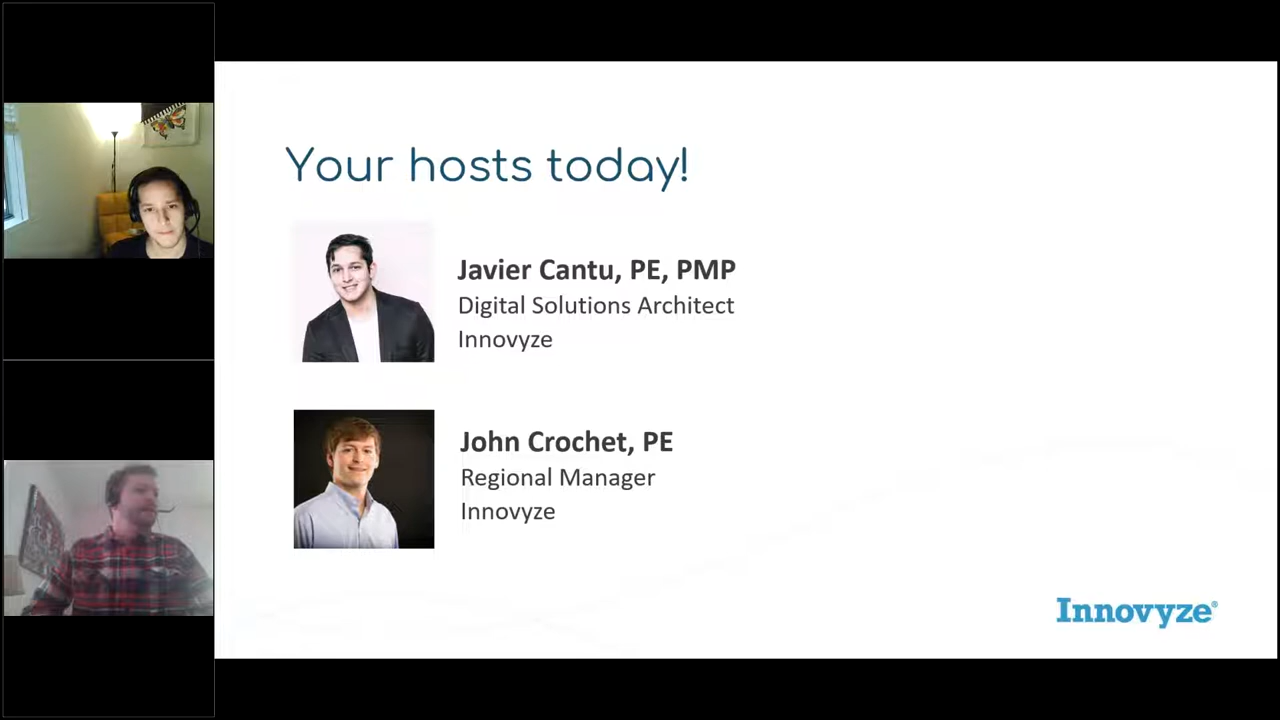 Your hosts today!
Javier Cantu, PE, PMP
Digital Solutions Architect
Innovyze
John Crochet, PE
Regional Manager
Innovyze
Innovyze®